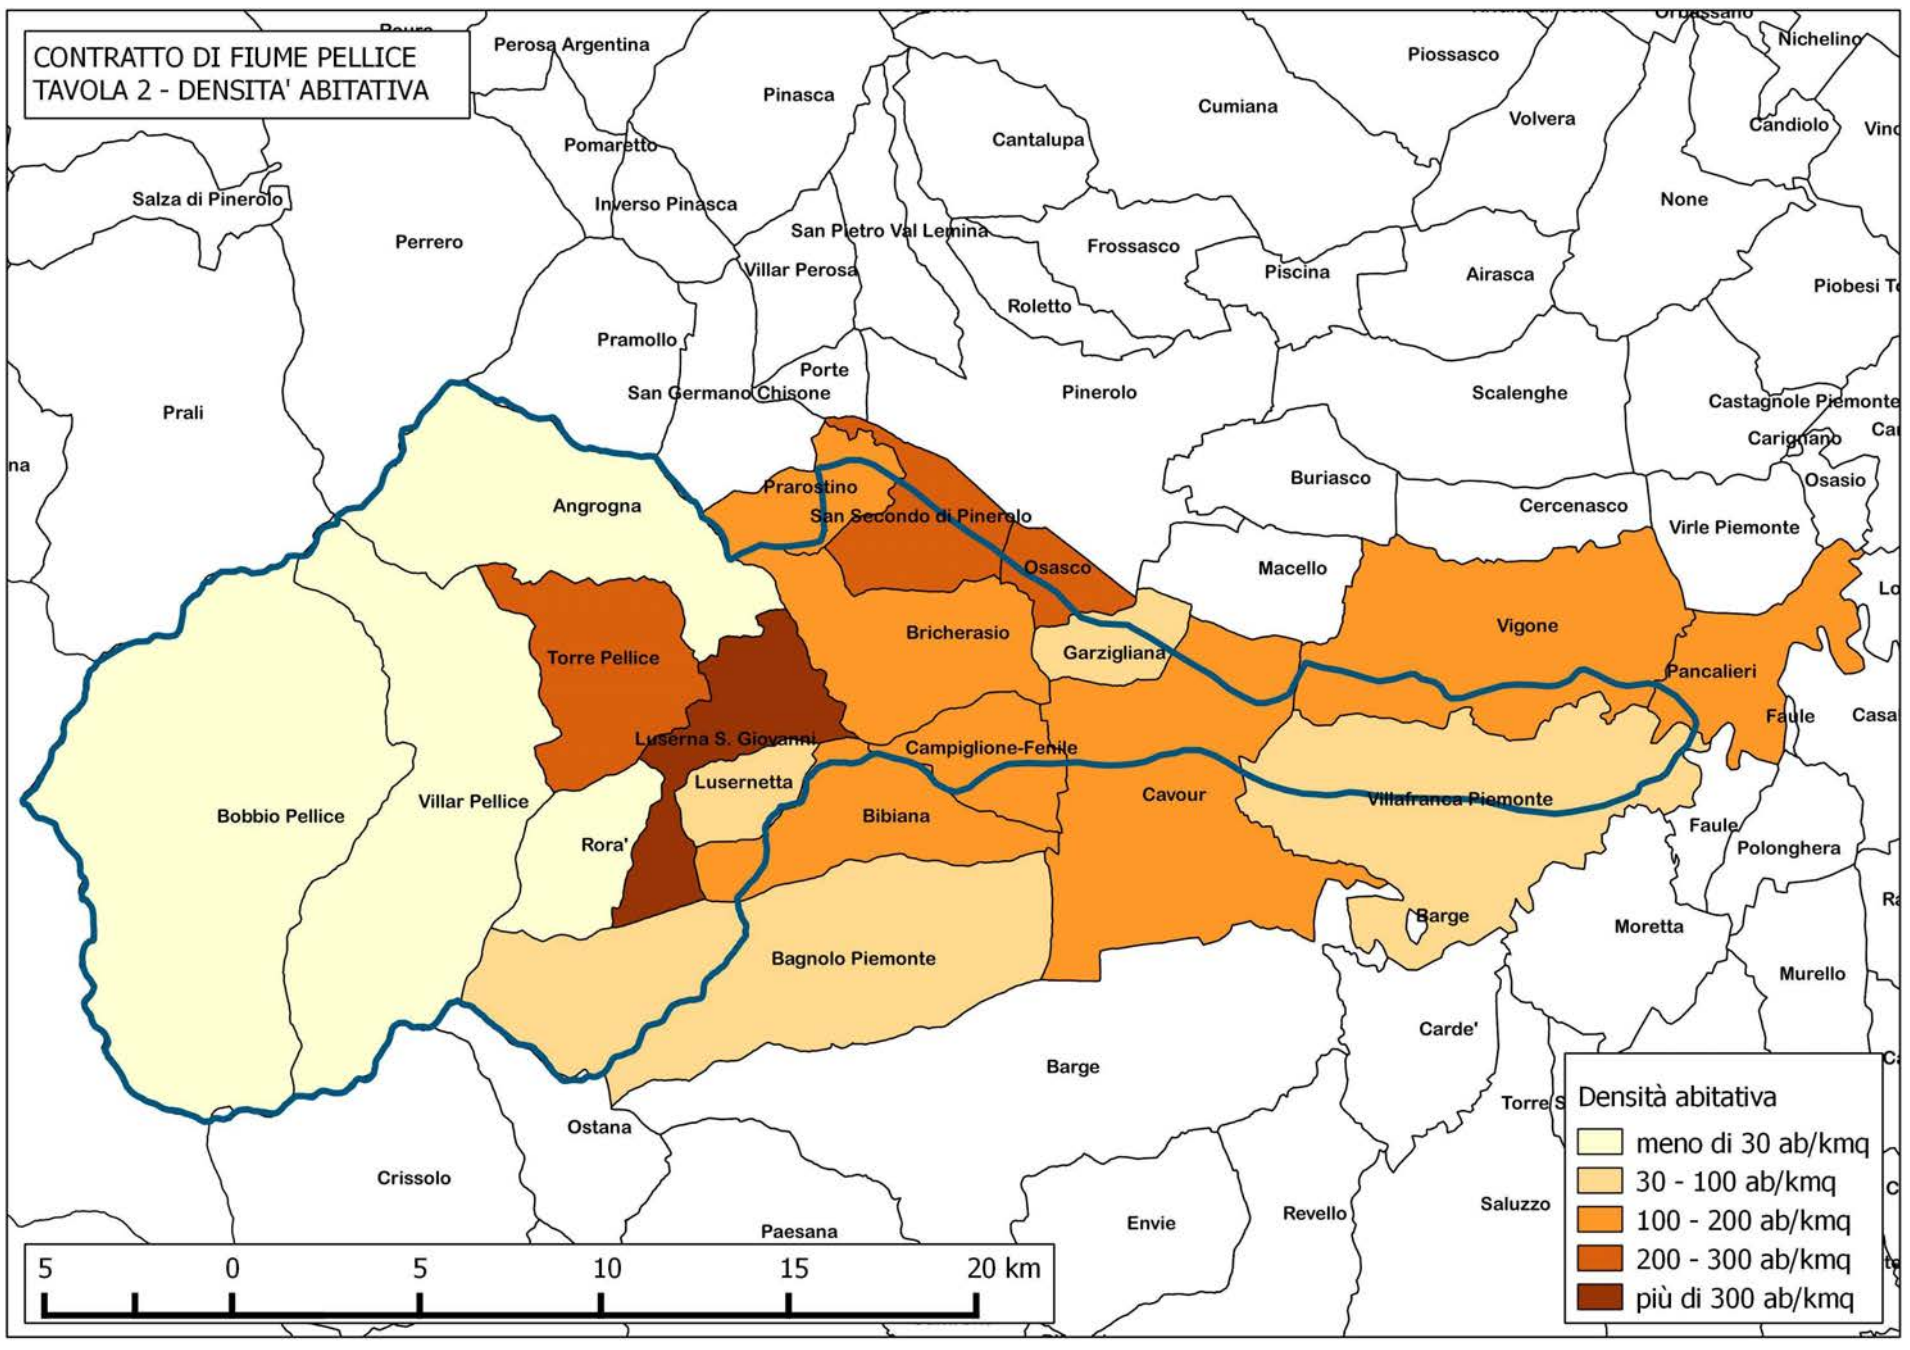 CONTRATTO DI FIUME PELLICE
TAVOLA 2 - DENSITA' ABITATIVA
Perosa Argentina
Nichelino
Piossasco
Pinasca
Cumiana
Volvera
Candiolo
Cantalupa
Pomaretto
Salza di Pinerolo
Inverso Pinasca
None
Perrero
San Pietro Val Lemina
Frossasco
Villar Perosa
Piscina
Airasca
Roletto
Pramollo
Porte
San Germano Chisone
Pinerolo
Scalenghe
Castagnole Piemonte
Prali
Carignano
Buriasco
Osasio
Prarostino
Angrogna
Cercenasco
San Secondo di Pinerolo
Virle Piemonte
Osasco
Macello
Bricherasio
Vigone
Garzigliana
Torre Pellice
Pancalieri
Faule
Luserna S. Giovanni
Campiglione-Fenile
Lusernetta
Cavour
Villafranca Piemonte
Villar Pellice
Bobbio Pellice
Bibiana
Faule
Rora'
Polonghera
Barge
Moretta
Bagnolo Piemonte
Murello
Carde'
Barge
Ostana
Crissolo
Saluzzo
Envie
Revello
Paesana
Densità abitativa
meno di 30 ab/kmq
30 - 100 ab/kmq
100 - 200 ab/kmq
200 - 300 ab/kmq
più di 300 ab/kmq
5 0 5 10 15 20 km